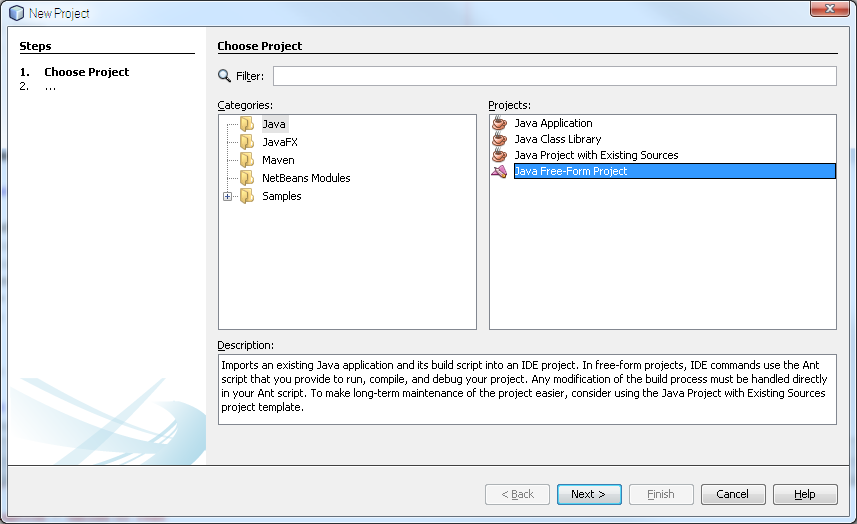 New Project
Steps
1. Choose Project
2. ...
Choose Project
Filter:
Categories:
Java
JavaFX
Maven
NetBeans Modules
Samples
Projects:
Java Application
Java Class Library
Java Project with Existing Sources
Java Free-Form Project
Description:
Imports an existing Java application and its build script into an IDE project. In free-form projects, IDE commands use the Ant
script that you provide to run, compile, and debug your project. Any modification of the build process must be handled directly
in your Ant script. To make long-term maintenance of the project easier, consider using the Java Project with Existing Sources
project template.
< Back
Next >
Finish
Cancel
Help